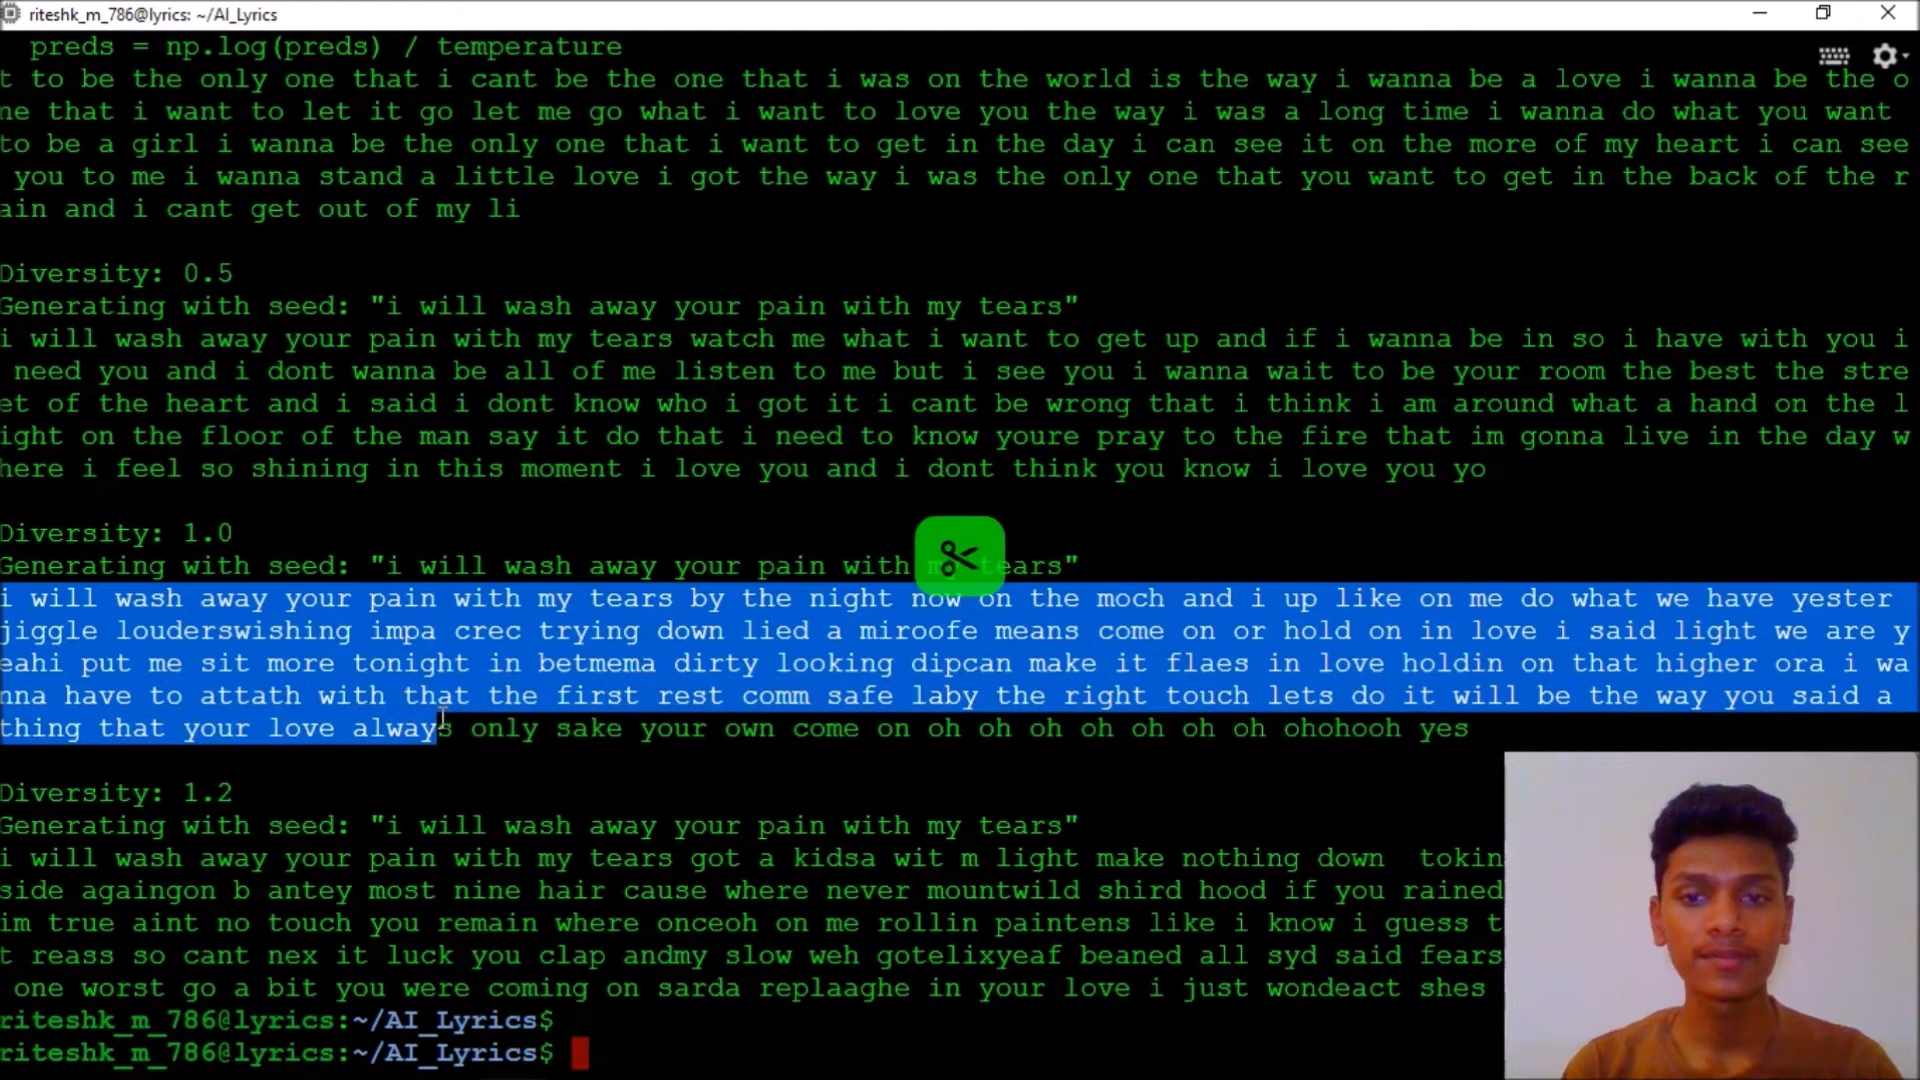 riteshk_m_786@lyrics: ~/AI_Lyrics
preds = np.log(preds) / temperature
t to be the only one that i cant be the one that i was on the world is the way i wanna be a love i wanna be the o
ne that i want to let it go let me go what i want to love you the way i was a long time i wanna do what you want
to be a girl i wanna be the only one that i want to get in the day i can see it on the more of my heart i can see
you to me i wanna stand a little love i got the way i was the only one that you want to get in the back of the r
ain and i cant get out of my li
Diversity: 0.5
Generating with seed: "i will wash away your pain with my tears"
i will wash away your pain with my tears watch me what i want to get up and if i wanna be in so i have with you i
need you and i dont wanna be all of me listen to me but i see you i wanna wait to be your room the best the stre
et of the heart and i said i dont know who i got it i cant be wrong that i think i am around what a hand on the l
ight on the floor of the man say it do that i need to know youre pray to the fire that im gonna live in the day w
here i feel so shining in this moment i love you and i dont think you know i love you yo
Diversity: 1.0
Generating with seed: "i will wash away your pain with my tears"
i will wash away your pain with my tears by the night now on the moch and i up like on me do what we have yester
jiggle louderswishing impa crec trying down lied a miroofe means come on or hold on in love i said light we are y
eahi put me sit more tonight in betmema dirty looking dipcan make it flaes in love holdin on that higher ora i wa
nna have to attath with that the first rest comm safe laby the right touch lets do it will be the way you said a
thing that your love always only sake your own come on oh oh oh oh oh oh oh ohohooh yes
Diversity: 1.2
Generating with seed: "i will wash away your pain with my tears"
i will wash away your pain with my tears got a kidsa wit m light make nothing down tokin
side againgon b antey most nine hair cause where never mountwild shird hood if you rained
im true aint no touch you remain where onceoh on me rollin paintens like i know i guess t
t reass so cant nex it luck you clap andmy slow weh gotelixyeaf beaned all syd said fears
one worst go a bit you were coming on sarda replaaghe in your love i just wondeact shes
riteshk_m_786@lyrics:~/AI_Lyrics$
riteshk_m_786@lyrics:~/AI_Lyrics$